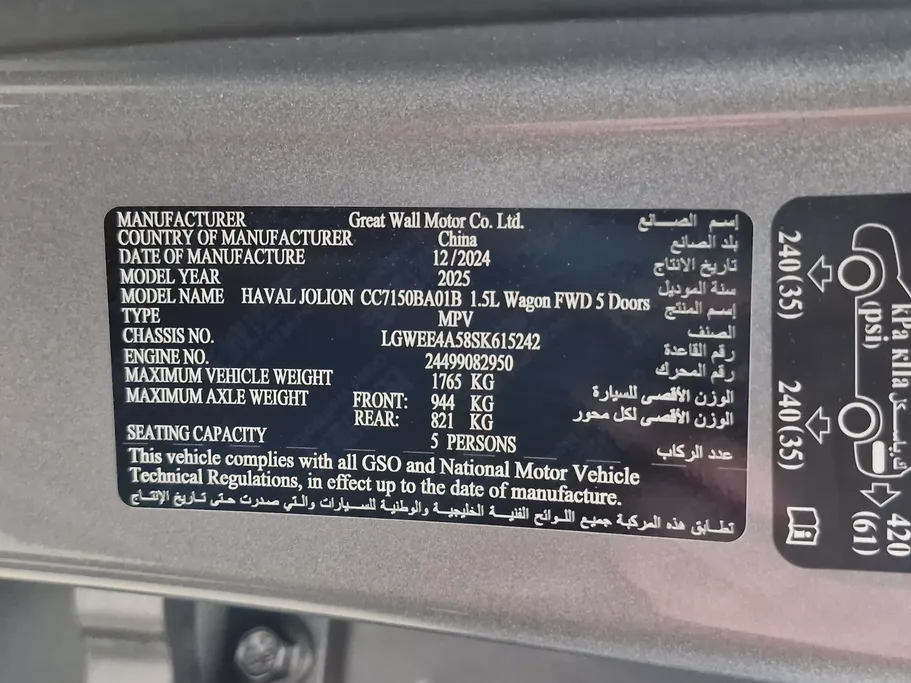 MANUFACTURER Great Wall Motor Co. Ltd. إسم الصانع
COUNTRY OF MANUFACTURER China بلد الصانع
DATE OF MANUFACTURE 12/2024 تاريخ الانتاج
MODEL YEAR 2025 سنة الموديل
MODEL NAME HAVAL JOLION CC7150BA01B 1.5L Wagon FWD 5 Doors إسم المنتج
TYPE MPV الصنف
CHASSIS NO. LGWEE4A58SK615242 رقم القاعدة
ENGINE NO. 24499082950 رقم المحرك
MAXIMUM VEHICLE WEIGHT 1765 KG الوزن الأقصى للسيارة
MAXIMUM AXLE WEIGHT FRONT: 944 KG الوزن الأقصى لكل محور
REAR: 821 KG
SEATING CAPACITY 5 PERSONS عدد الركاب
This vehicle complies with all GSO and National Motor Vehicle
Technical Regulations, in effect up to the date of manufacture.
تطابق هذه المركبة جميع اللوائح الفنية الخليجية والوطنية للسيارات والتي صدرت حتى تاريخ الإنتاج
kPa
(psi)
240(35)
240(35)
420
(61)